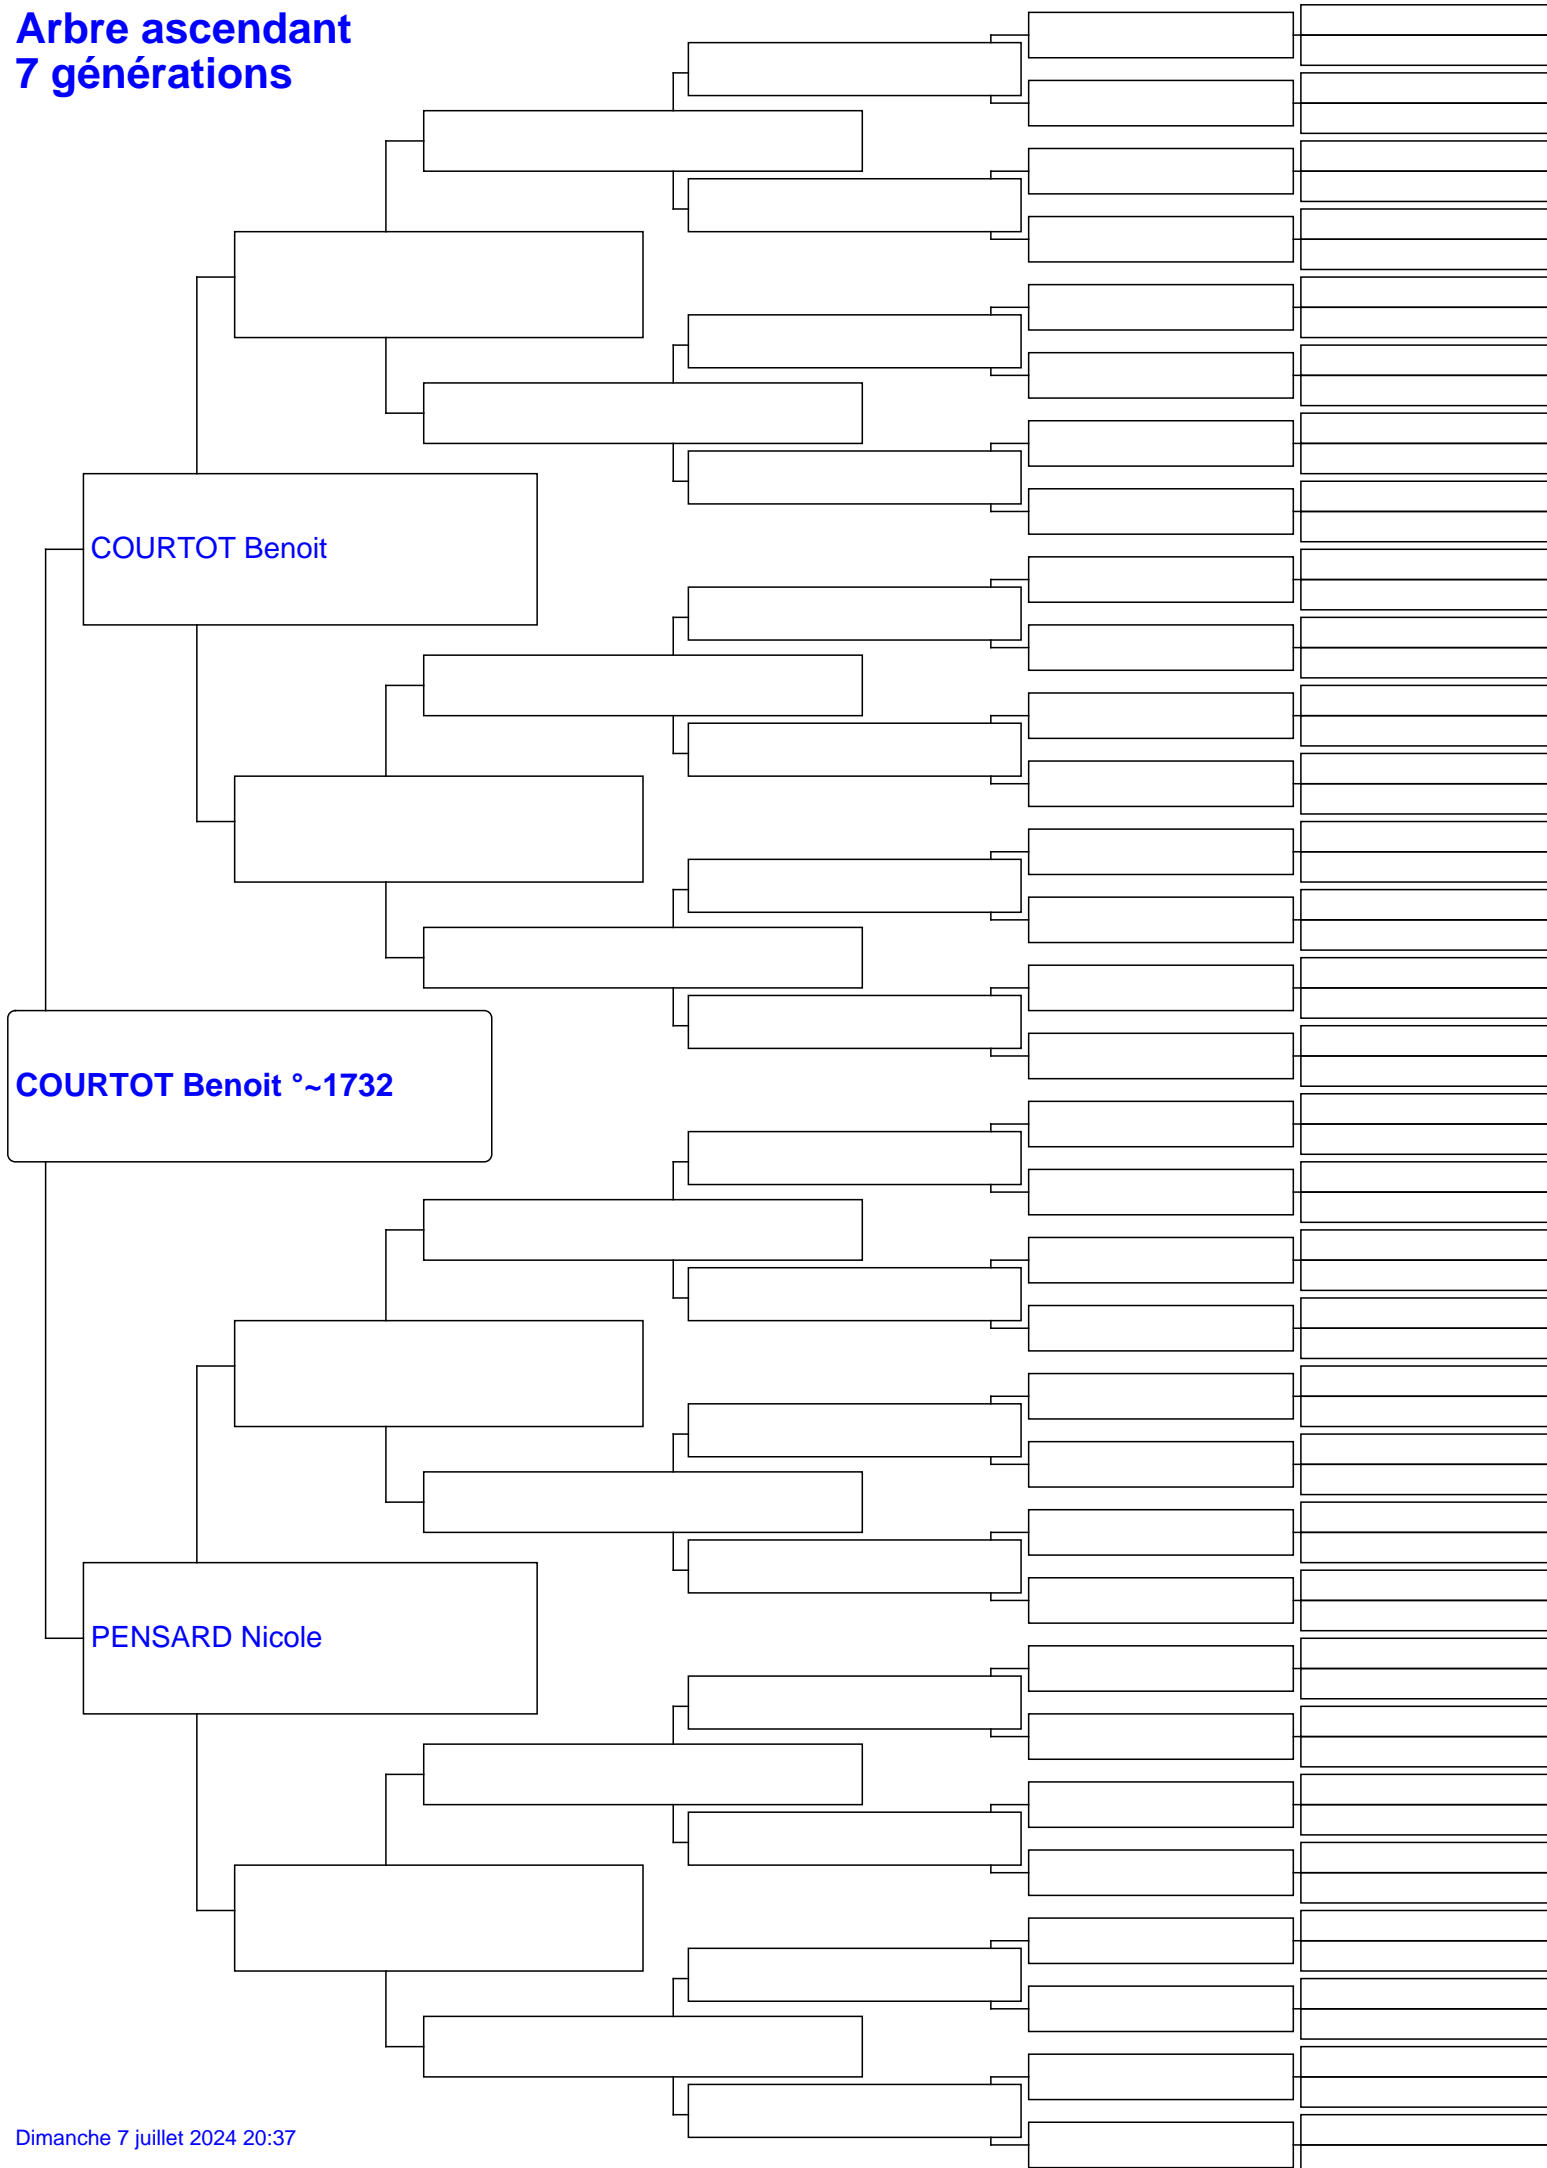 Arbre ascendant
7 générations
COURTOT Benoit
COURTOT Benoit °~1732
PENSARD Nicole
Dimanche 7 juillet 2024 20:37